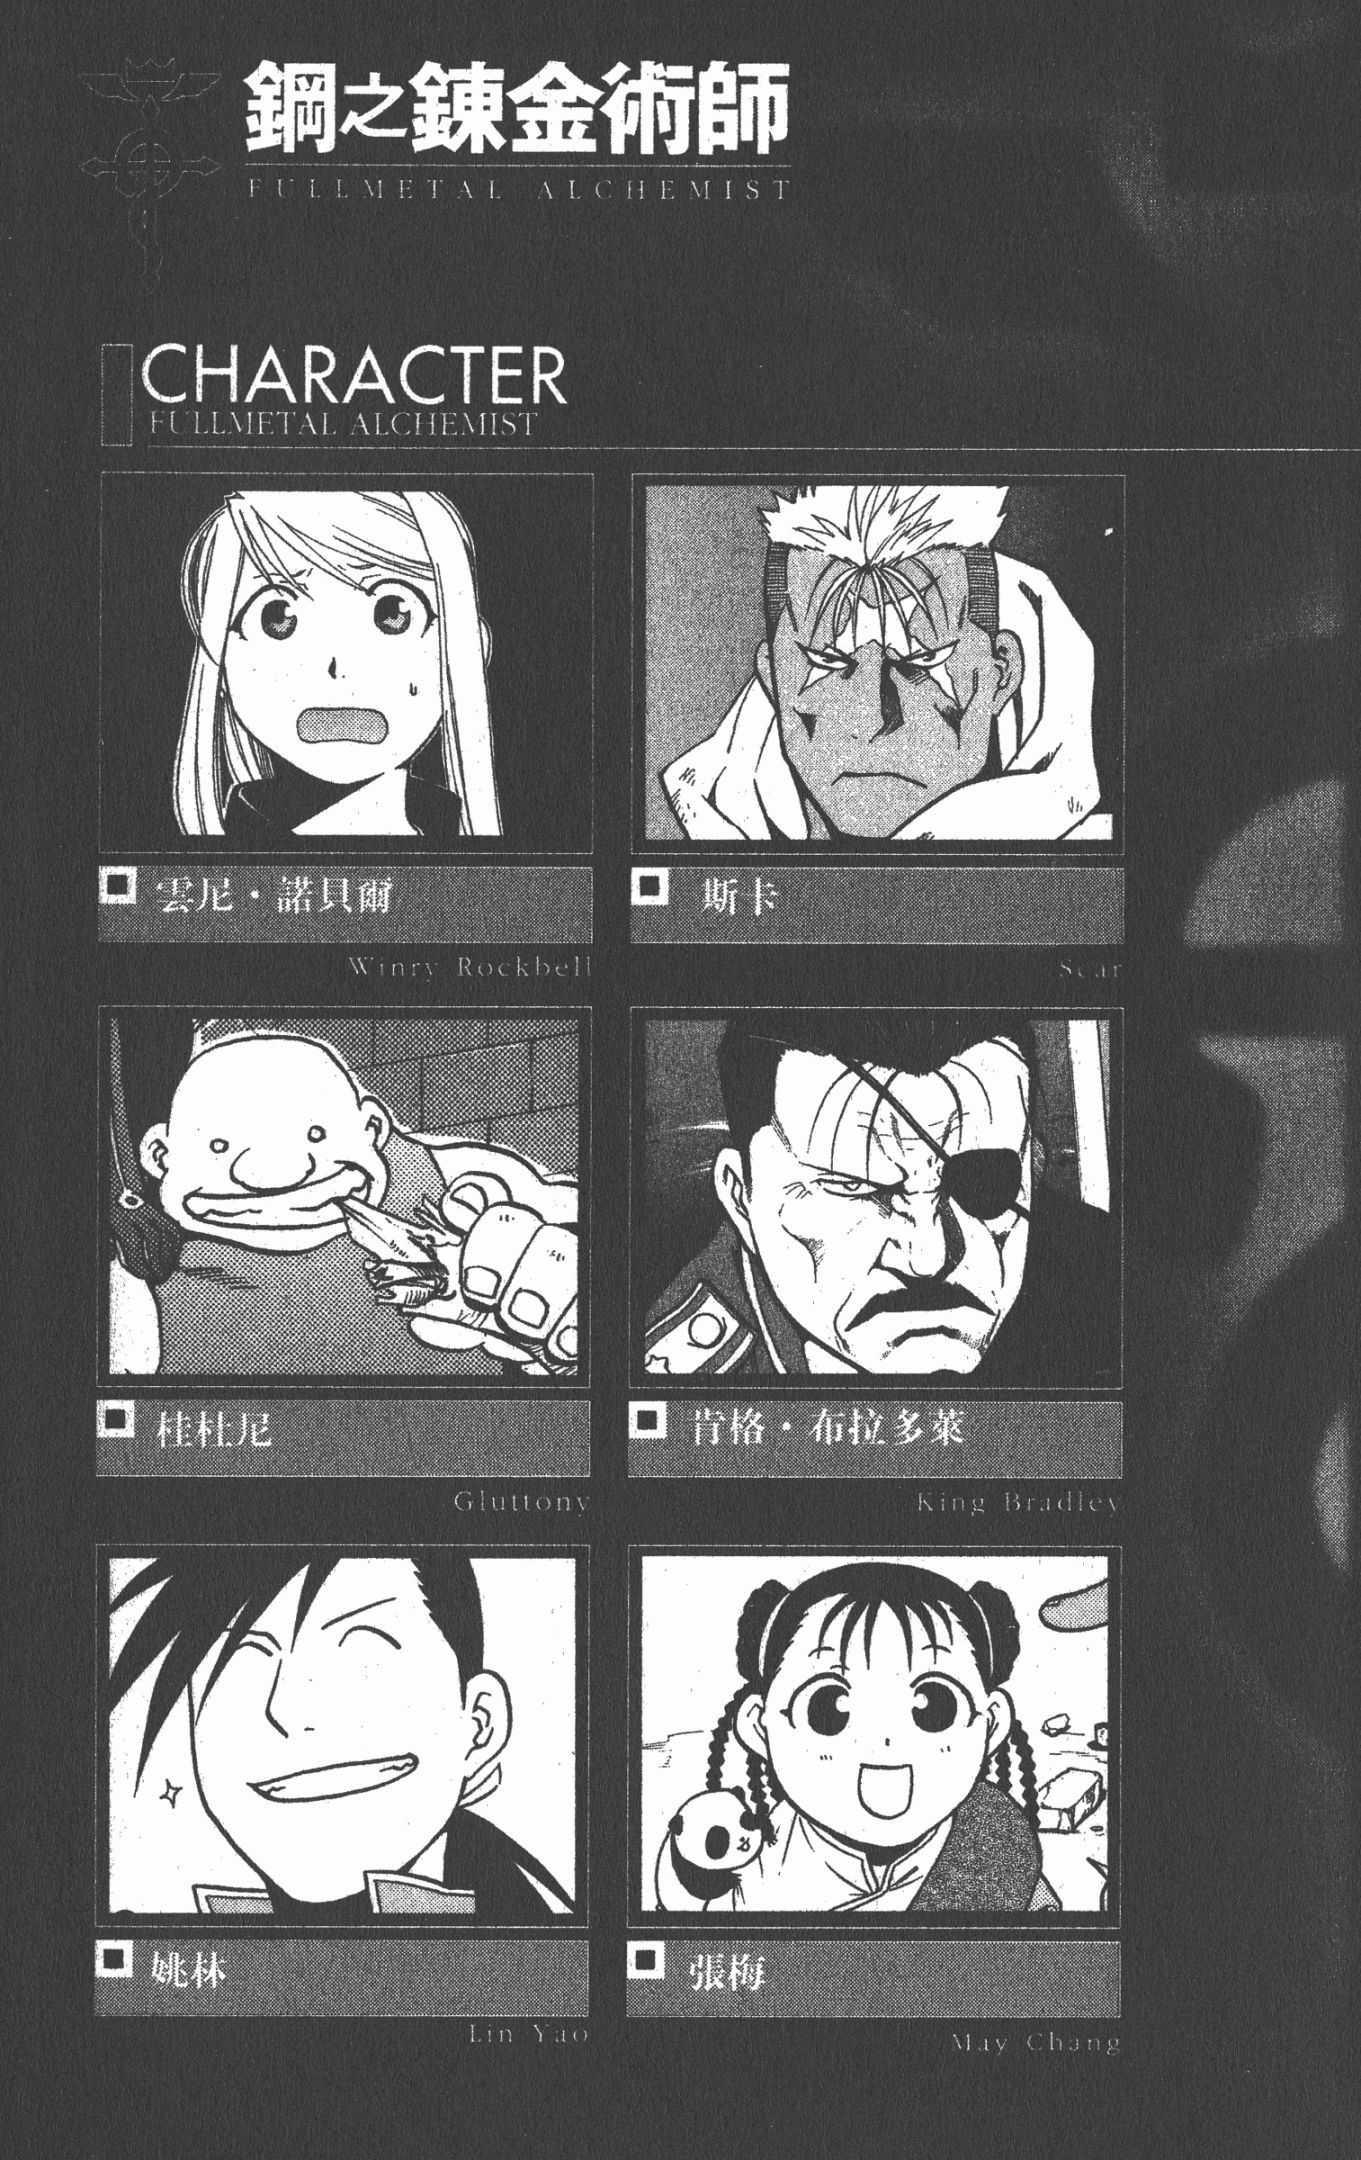 鋼之鍊金術師
FULLMETAL ALCHEMIST
CHARACTER
FULLMETAL ALCHEMIST
雲尼・諾貝爾
Winry Rockbell
斯卡
Scar
桂杜尼
Gluttony
肯格・布拉多萊
King Bradley
姚林
Lin Yao
張梅
May Chang